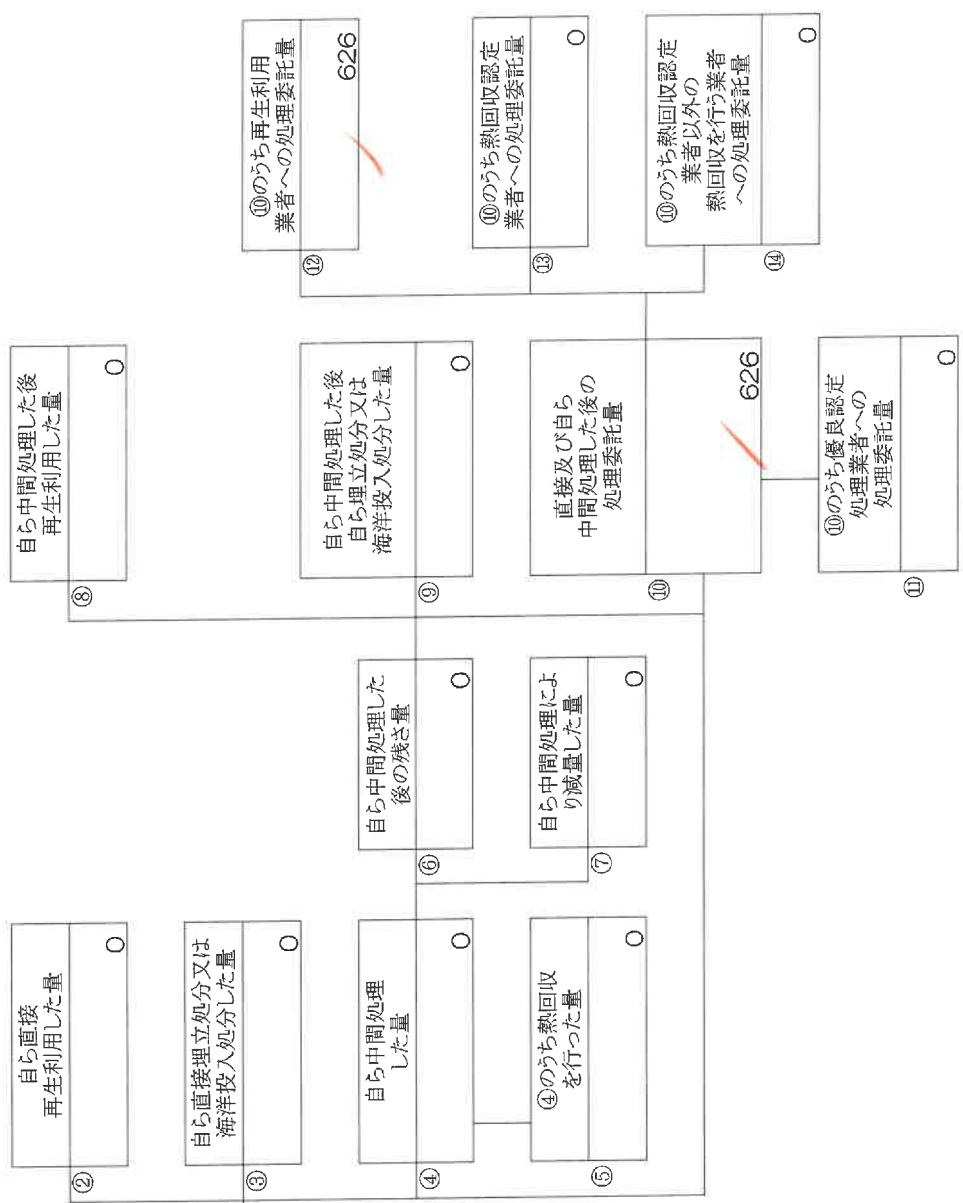 ②
自ら直接
再生利用した量
0
③
自ら直接埋立処分又は
海洋投入処分した量
0
④
自ら中間処理
した量
0
⑤
④のうち熱回収
を行った量
0
⑥
自ら中間処理した
後の残さ量
0
⑦
自ら中間処理によ
り減量した量
0
⑧
自ら中間処理した後
再生利用した量
0
⑨
自ら中間処理した後
自ら埋立処分又は
海洋投入処分した量
0
⑩
直接及び自ら
中間処理した後の
処理委託量
626
⑪
⑩のうち優良認定
処理業者への
処理委託量
0
⑫
⑩のうち再生利用
業者への処理委託量
626
⑬
⑩のうち熱回収認定
業者への処理委託量
0
⑭
⑩のうち熱回収認定
業者以外の
熱回収を行う業者
への処理委託量
0